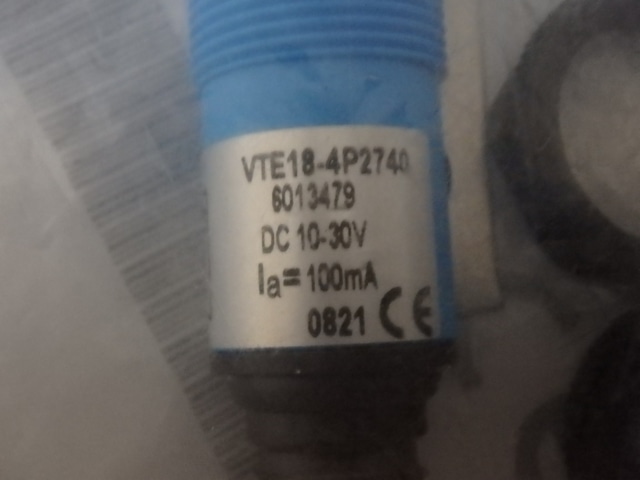 VTE18-4P2740
6013479
DC 10-30V
Ia= 100mA
0821 CE